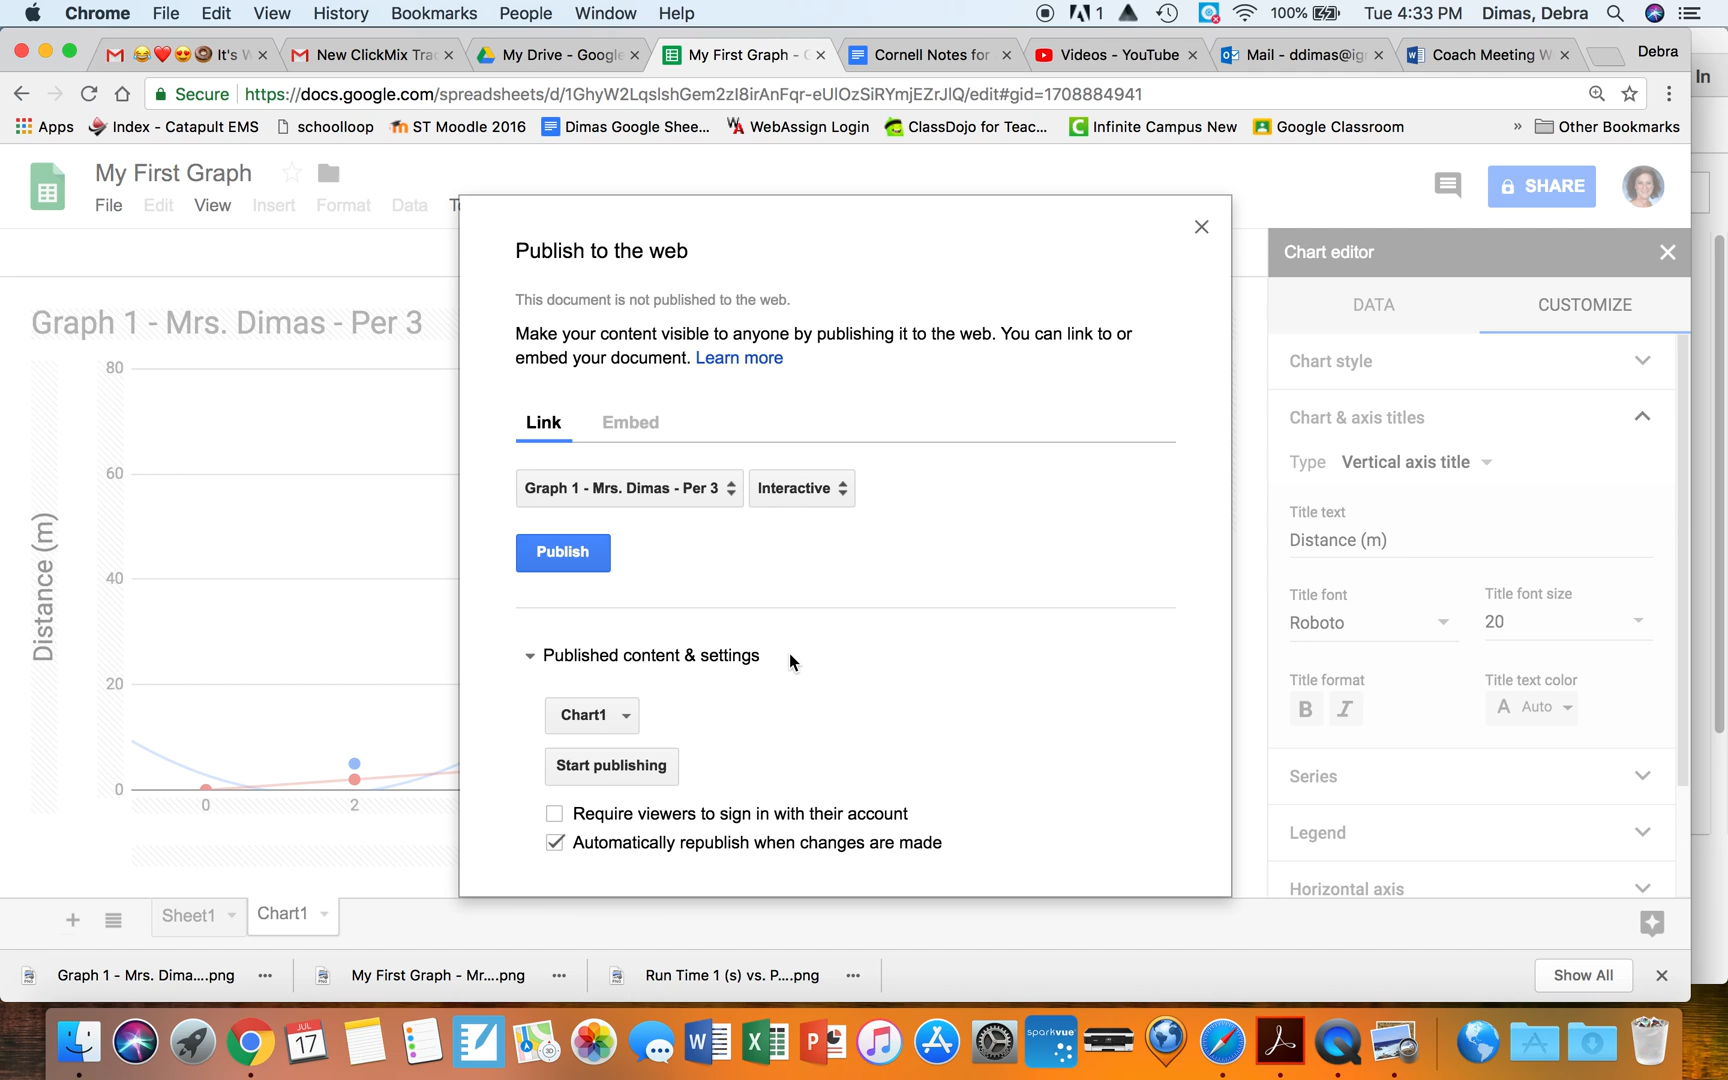 Chrome File Edit View History Bookmarks People Window Help 1 100% Tue 4:33 PM Dimas, Debra
It's W New ClickMix Trac My Drive - Google My First Graph - Cornell Notes for Videos - YouTube Mail - ddimas@ig Coach Meeting W Debra
Secure https://docs.google.com/spreadsheets/d/1GhyW2LqslshGem2zl8irAnFqr-eUlOzSiRYmjEZrJlQ/edit#gid=1708884941
In
Apps Index - Catapult EMS schoolloop ST Moodle 2016 Dimas Google Shee... WebAssign Login ClassDojo for Teac... Infinite Campus New Google Classroom » Other Bookmarks
My First Graph
SHARE
File Edit View Insert Format Data
Publish to the web
Chart editor
This document is not published to the web.
DATA CUSTOMIZE
Graph 1 - Mrs. Dimas - Per 3
Make your content visible to anyone by publishing it to the web. You can link to or
embed your document. Learn more
Chart style
80
Link Embed
Chart & axis titles
Type Vertical axis title
60
Graph 1 - Mrs. Dimas - Per 3 Interactive
Title text
Distance (m)
Distance (m)
Publish
40
Title font Title font size
Roboto 20
Published content & settings
20
Title format Title text color
B I A Auto
Chart1
Start publishing
Series
0
0 2
Require viewers to sign in with their account
Legend
Automatically republish when changes are made
Horizontal axis
Sheet1 Chart1
Graph 1 - Mrs. Dima....png My First Graph - Mr....png Run Time 1 (s) vs. P....png Show All
JUL
17
3D
sparkvue